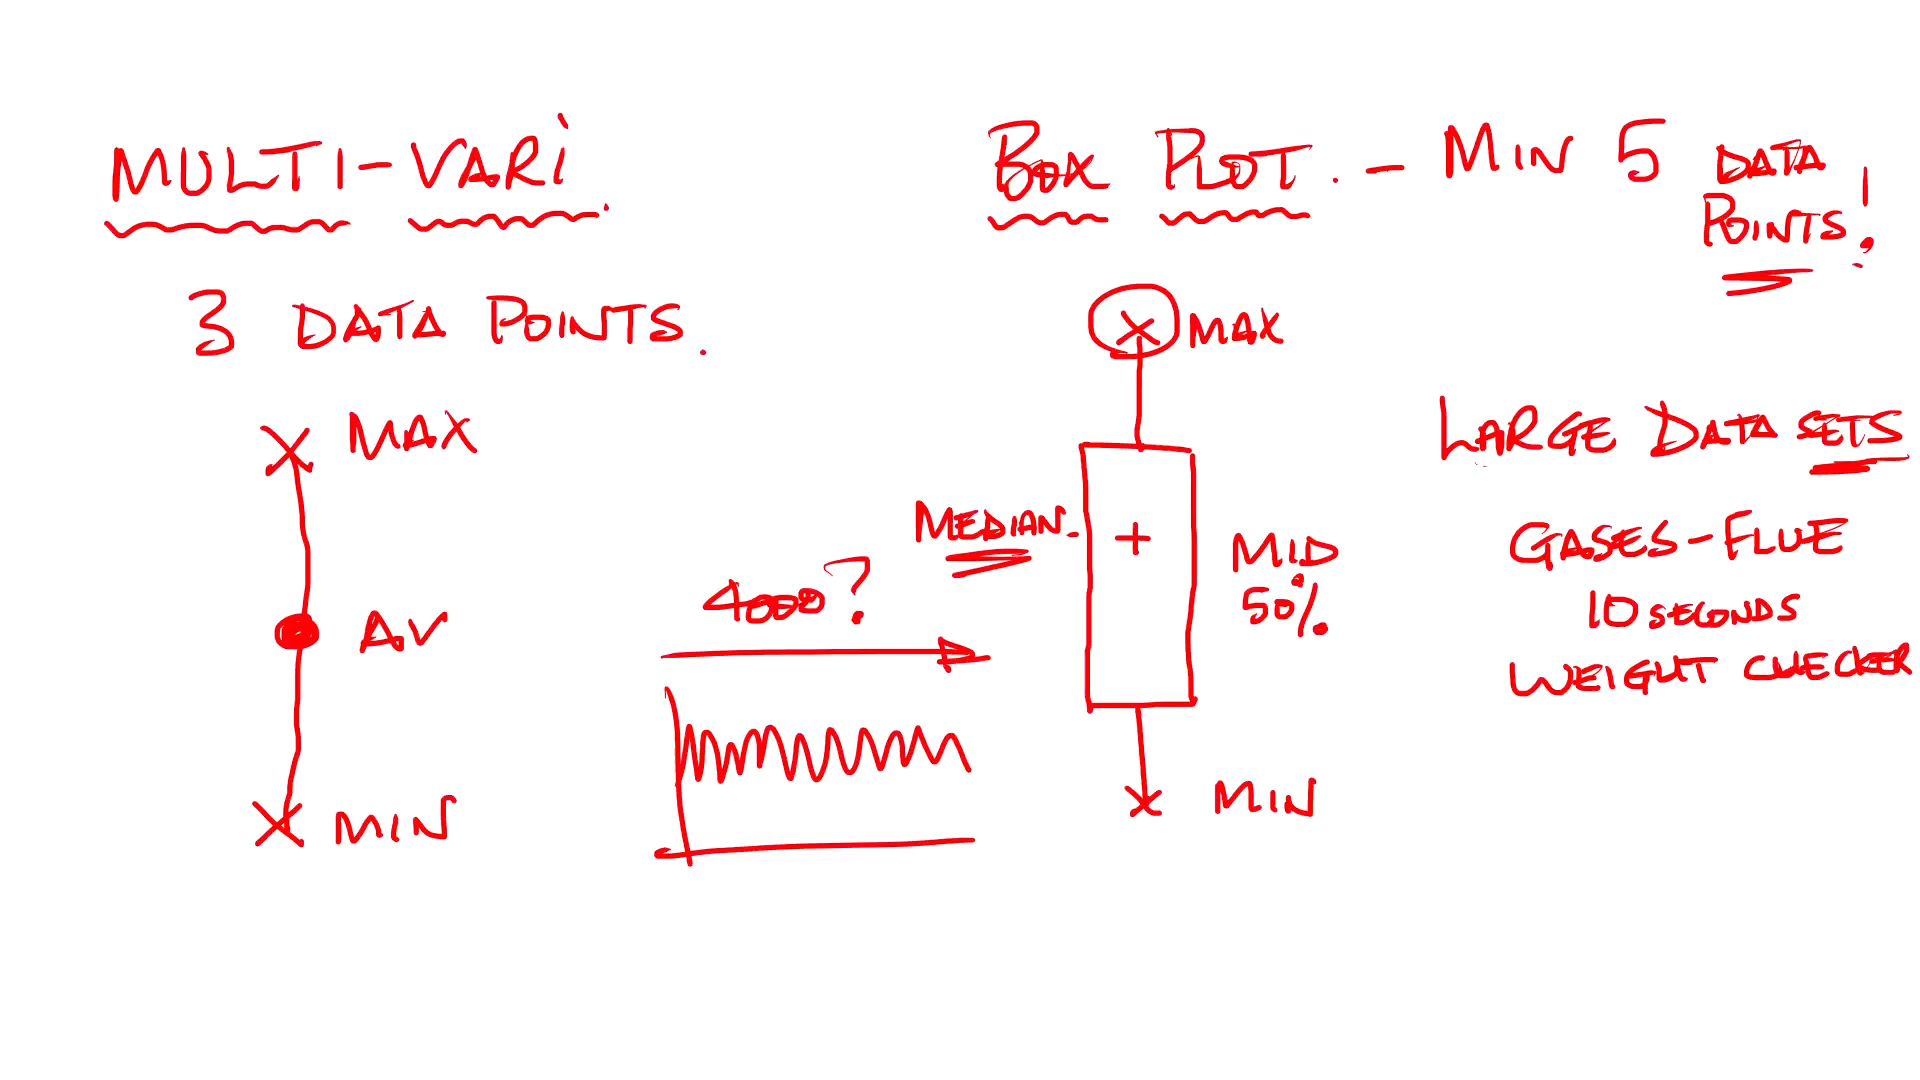 MULTI-VARi.
3 DATA POINTS.
MAX
AV
MIN
4000?
BOX PLOT. - MIN 5 DATA
POINTS!
MAX
MEDIAN.
MID
50%
MIN
LARGE DATA SETS
GASES-FLUE
10 SECONDS
WEIGHT CHECKER